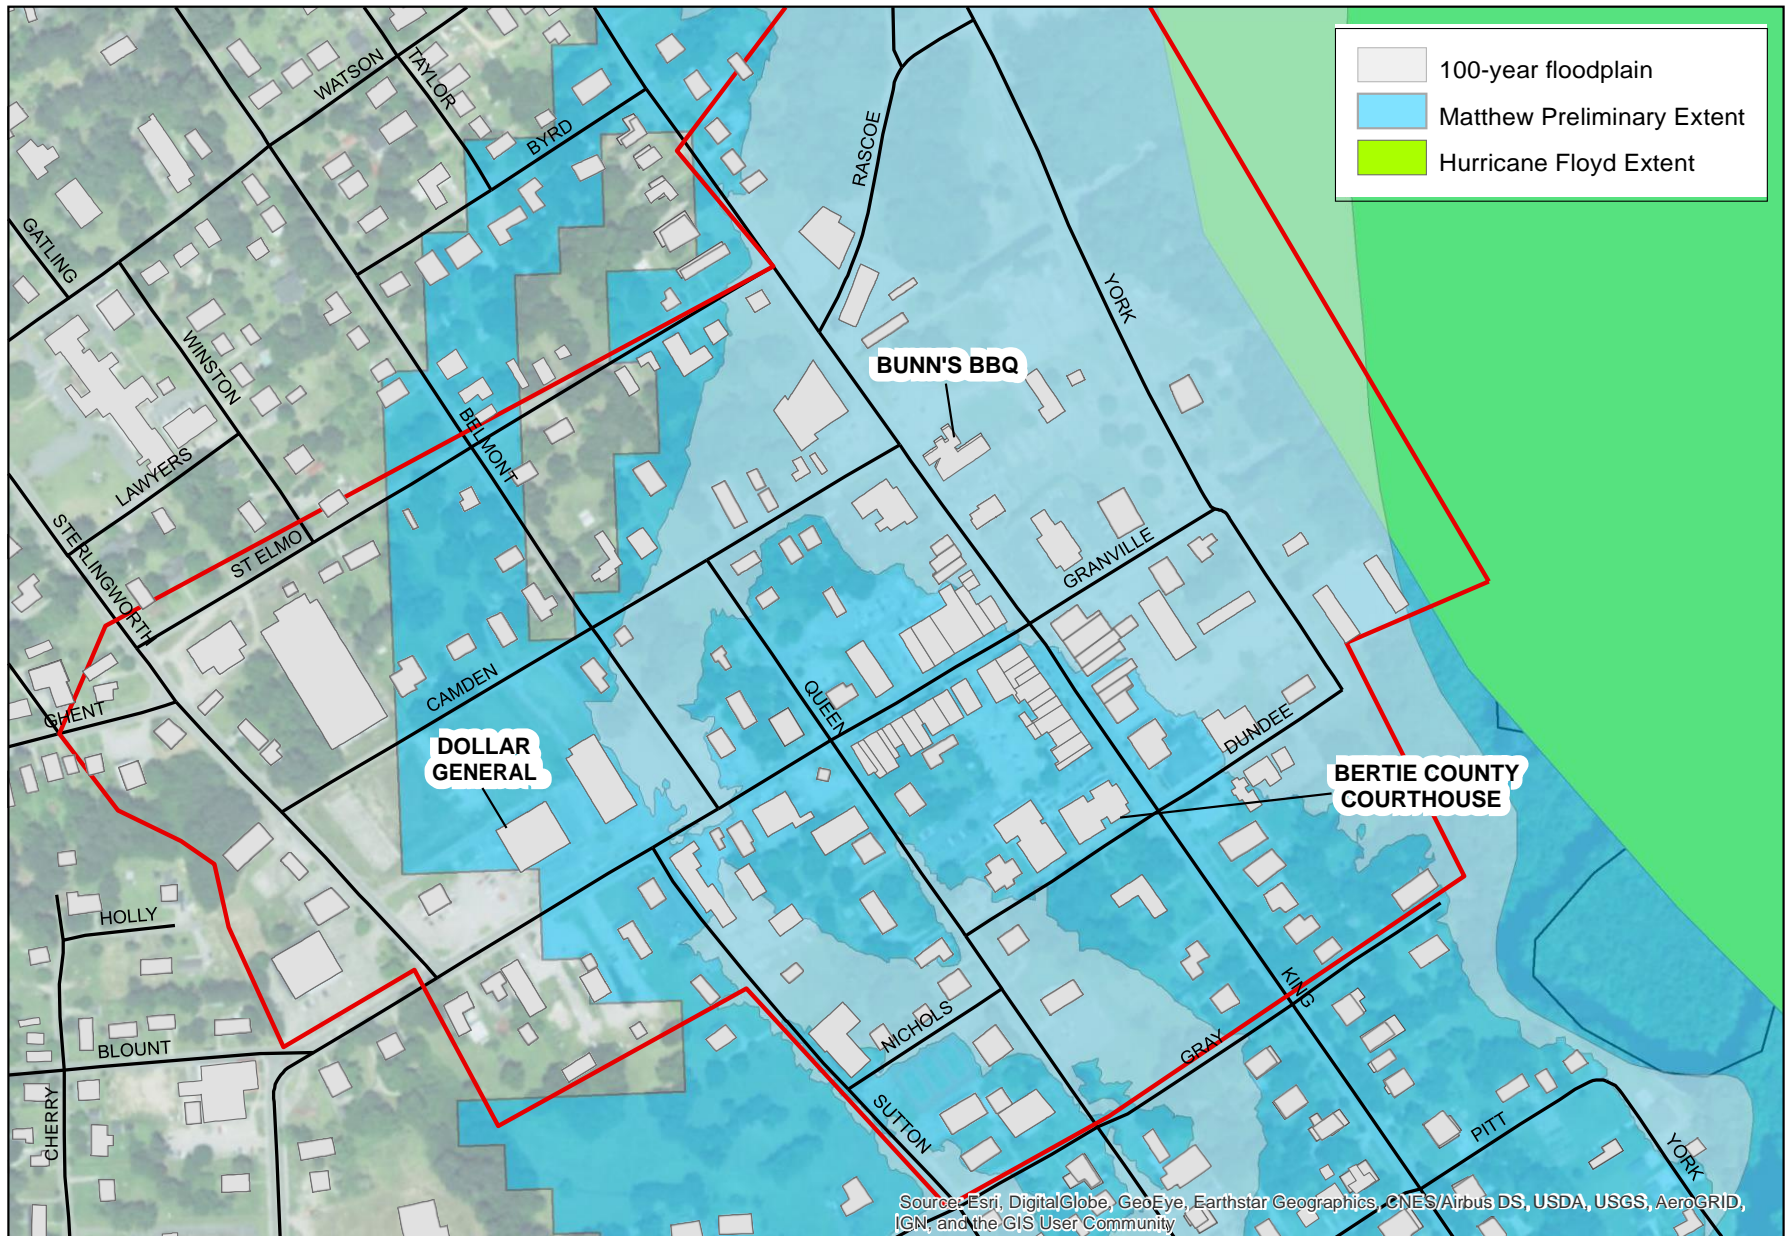 100-year floodplain
Matthew Preliminary Extent
Hurricane Floyd Extent
WATSON
TAYLOR
BYRD
RASCOE
GATLING
YORK
WINSTON
BUNN'S BBQ
BELMONT
LAWYERS
STERLINGWORTH
ST ELMO
GRANVILLE
CAMDEN
QUEEN
GHENT
DUNDEE
DOLLAR
GENERAL
BERTIE COUNTY
COURTHOUSE
HOLLY
KING
NICHOLS
GRAY
BLOUNT
CHERRY
SUTTON
PITT
YORK
Source: Esri, DigitalGlobe, GeoEye, Earthstar Geographics, CNES/Airbus DS, USDA, USGS, AeroGRID,
IGN, and the GIS User Community